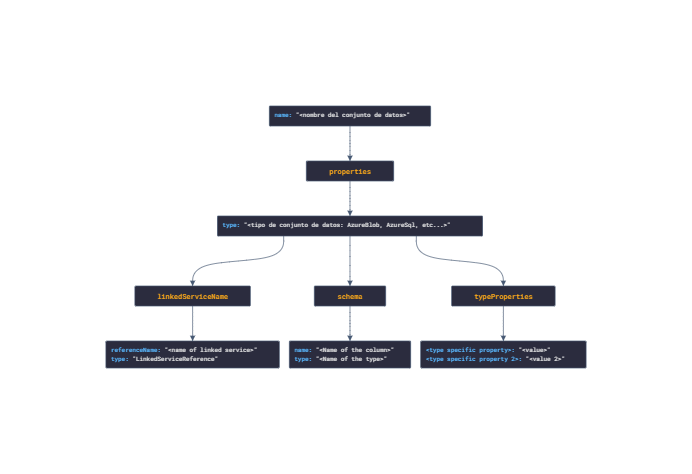 name: "<nombre del conjunto de datos>"
properties
type: "<tipo de conjunto de datos: AzureBlob, AzureSql, etc...>"
linkedServiceName
schema
typeProperties
referenceName: "<name of linked service>"
type: "LinkedServiceReference"
name: "<Name of the column>"
type: "<Name of the type>"
<type specific property>: "<value>"
<type specific property 2>: "<value 2>"